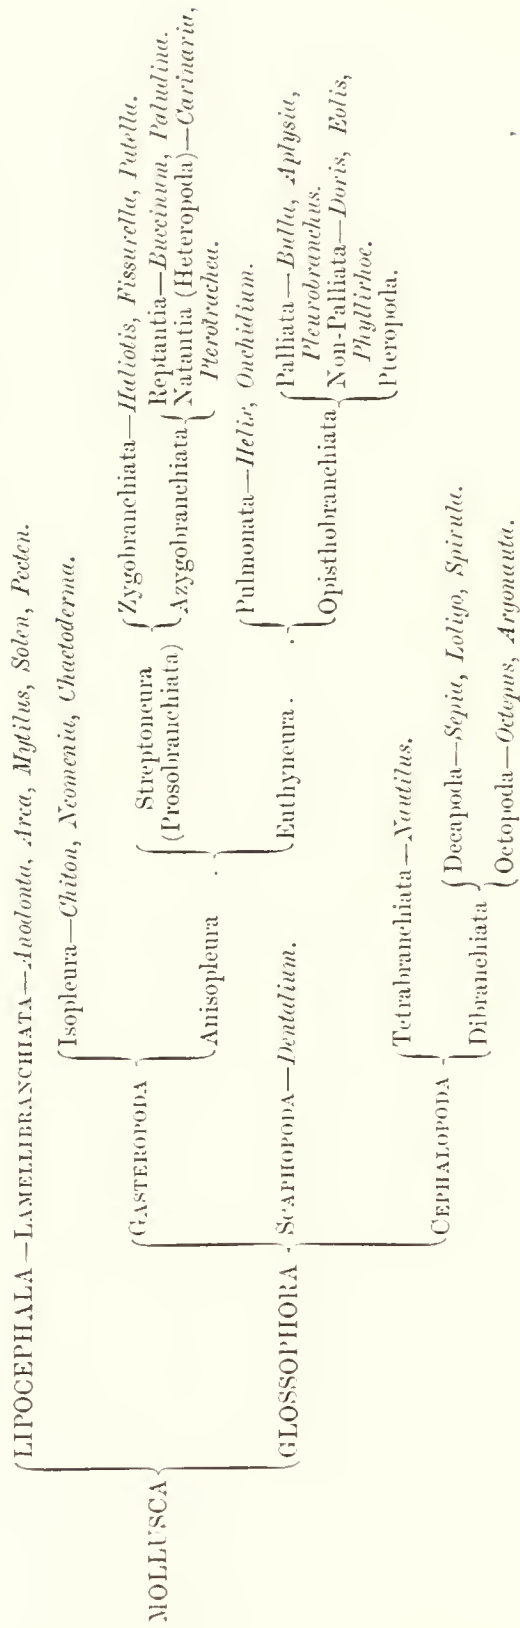 MOLLUSCA
LIPOCEPHALA—LAMELLIBRANCHIATA—Anodonta, Arca, Mytilus, Solen, Pecten.
GLOSSOPHORA
GASTEROPODA
Isopleura—Chiton, Neomenia, Chaetoderma.
Anisopleura
Streptoneura
(Prosobranchiata)
Zygobranchiata—Haliotis, Fissurella, Patella.
Azygobranchiata
Reptantia—Buccinum, Paludina.
Natantia (Heteropoda)—Carinaria,
Pterotrachea.
Euthyneura.
Pulmonata—Helix, Onchidium.
Opisthobranchiata
Palliata—Bulla, Aplysia,
Pleurobranchus.
Non-Palliata—Doris, Eolis,
Phyllirhoe.
Pteropoda.
SCAPHOPODA—Dentalium.
CEPHALOPODA
Tetrabranchiata—Nautilus.
Dibranchiata
Decapoda—Sepia, Loligo, Spirula.
Octopoda—Octopus, Argonauta.